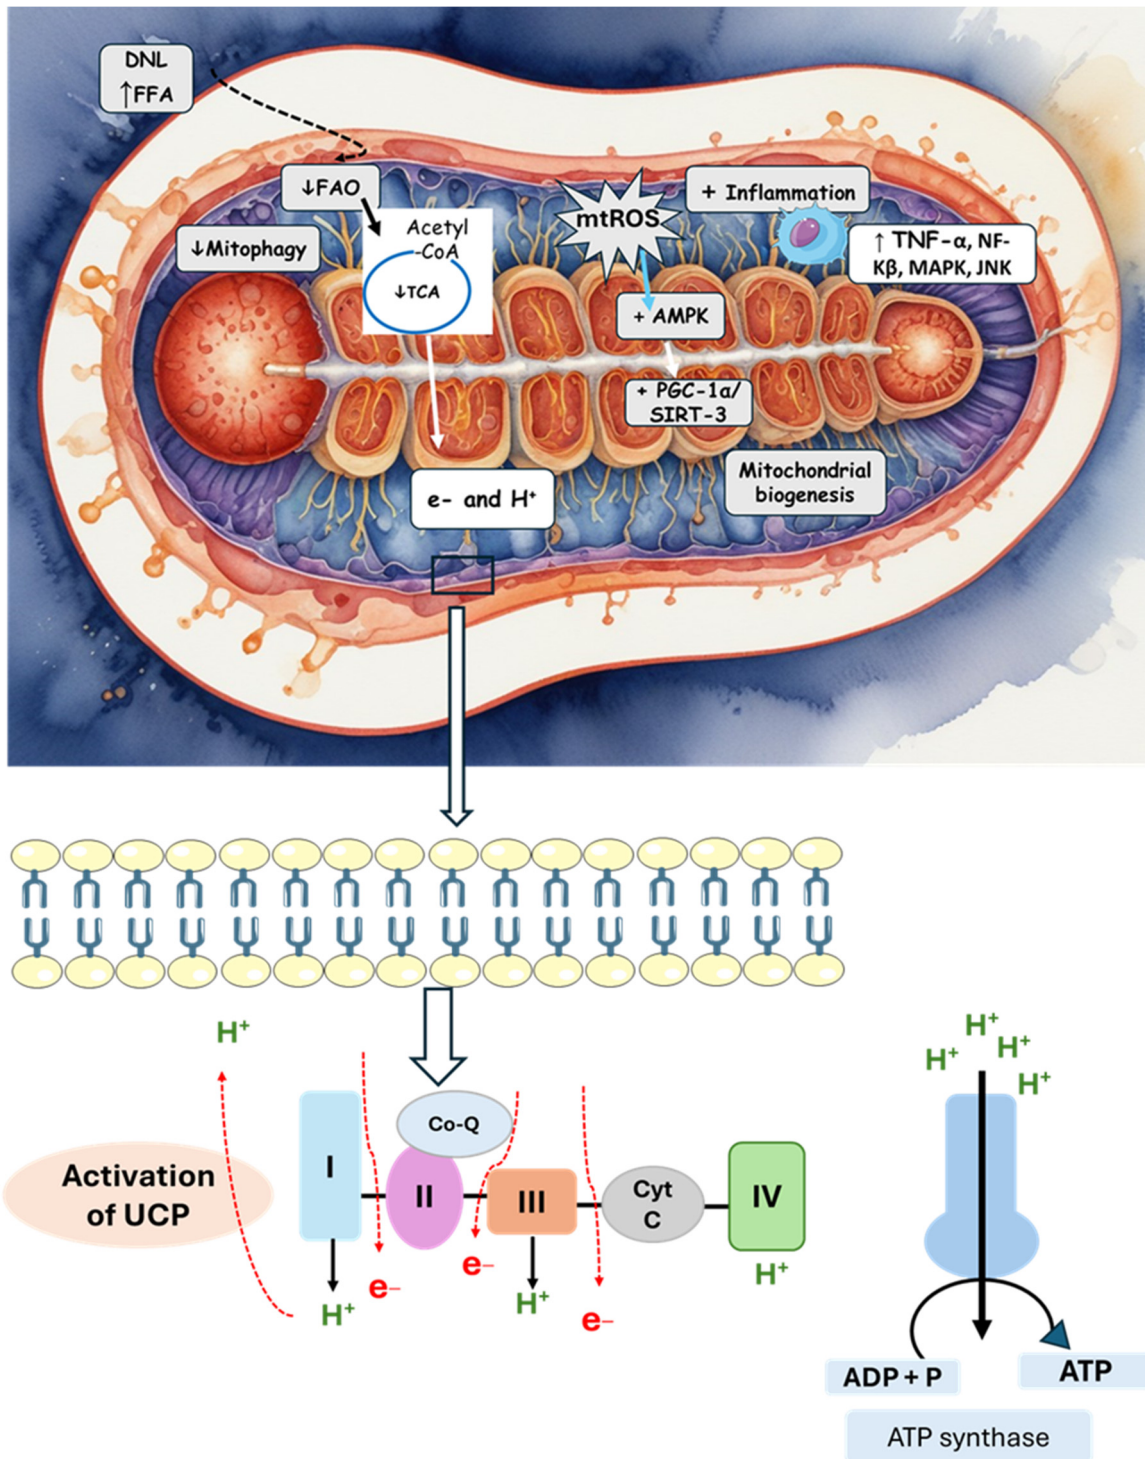 DNL
↑FFA
↓FAO
Acetyl
-CoA
↓TCA
↓Mitophagy
mtROS
+ Inflammation
↑ TNF-α, NF-
Kβ, MAPK, JNK
+ AMPK
+ PGC-1α/
SIRT-3
Mitochondrial
biogenesis
e- and H⁺
H⁺
H⁺
H⁺
H⁺
H⁺
Co-Q
Activation
of UCP
I
II
III
Cyt
C
IV
e–
e–
e–
H⁺
H⁺
H⁺
ADP + P
ATP
ATP synthase